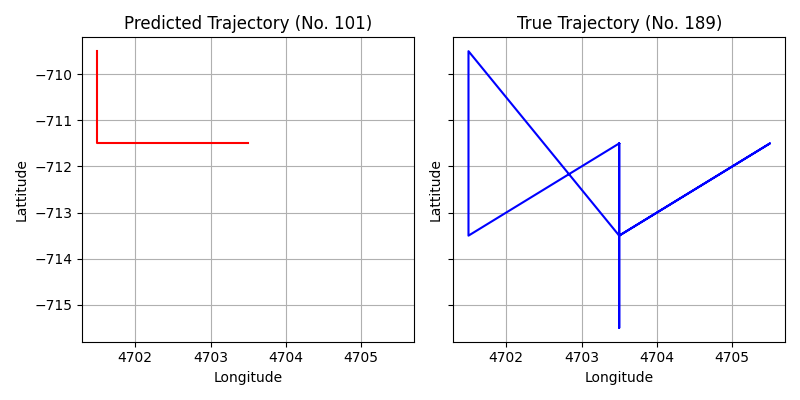 Predicted Trajectory (No. 101)
True Trajectory (No. 189)
Lattitude
−710
−711
−712
−713
−714
−715
4702
4703
4704
4705
Longitude
Lattitude
4702
4703
4704
4705
Longitude